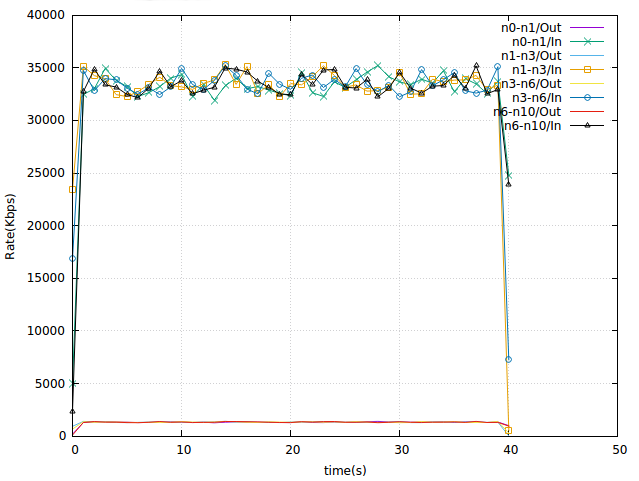 40000
35000
30000
25000
20000
15000
10000
5000
0
Rate(Kbps)
n0-n1/Out
n0-n1/In
n1-n3/Out
n1-n3/In
n3-n6/Out
n3-n6/In
n6-n10/Out
n6-n10/In
0 10 20 30 40 50
time(s)